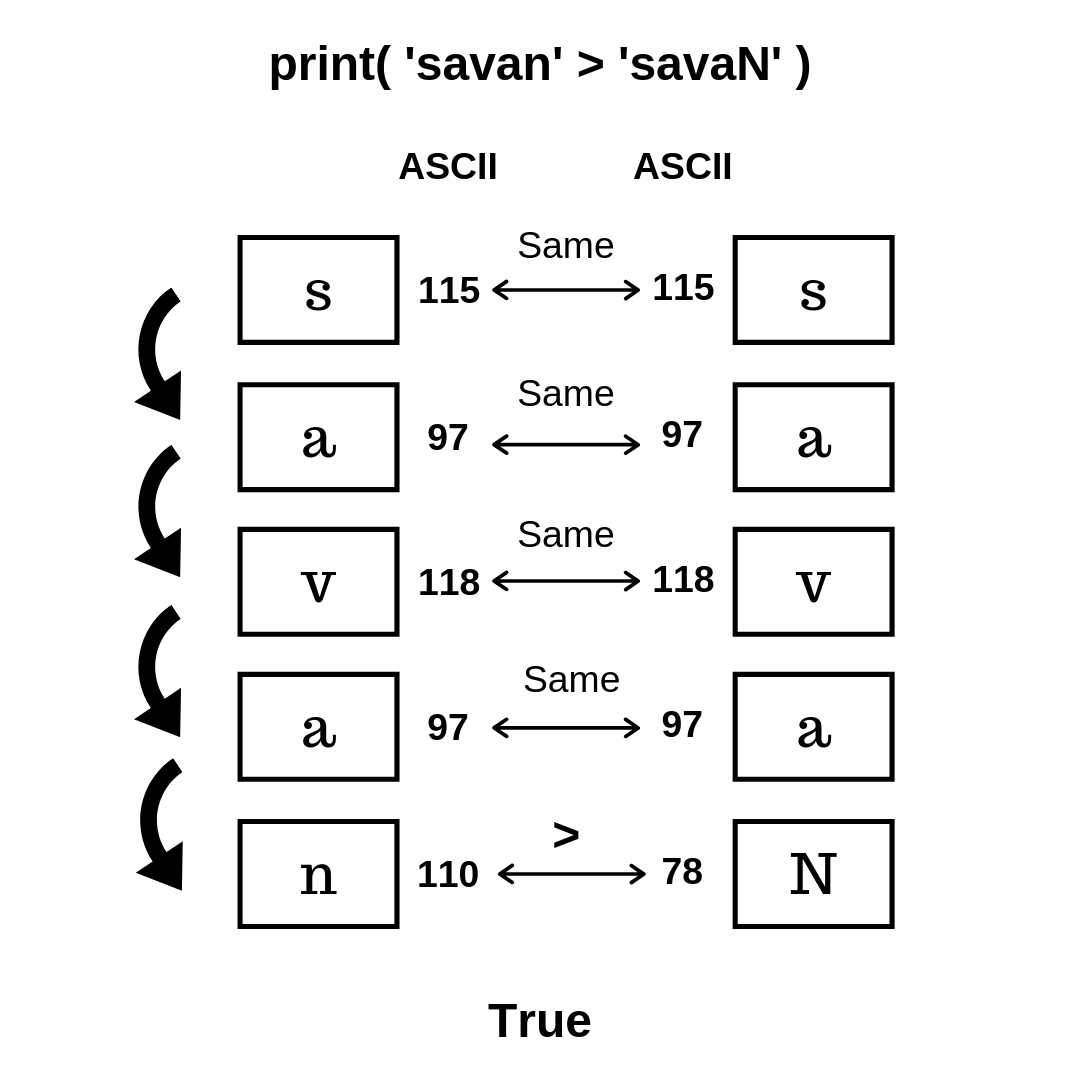 print( 'savan' > 'savaN' )
ASCII ASCII
Same
s 115 115 s
Same
a 97 97 a
Same
v 118 118 v
Same
a 97 97 a
>
n 110 78 N
True